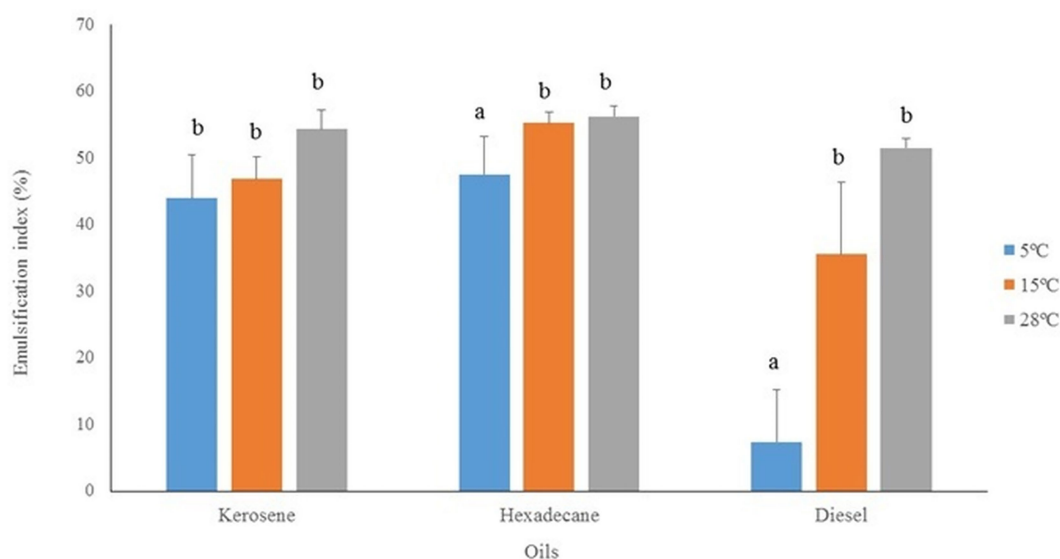 70
60
50
40
30
20
10
0
Emulsification index (%)
b
b
b
a
b
b
a
b
b
Kerosene
Hexadecane
Diesel
Oils
5ºC
15ºC
28ºC